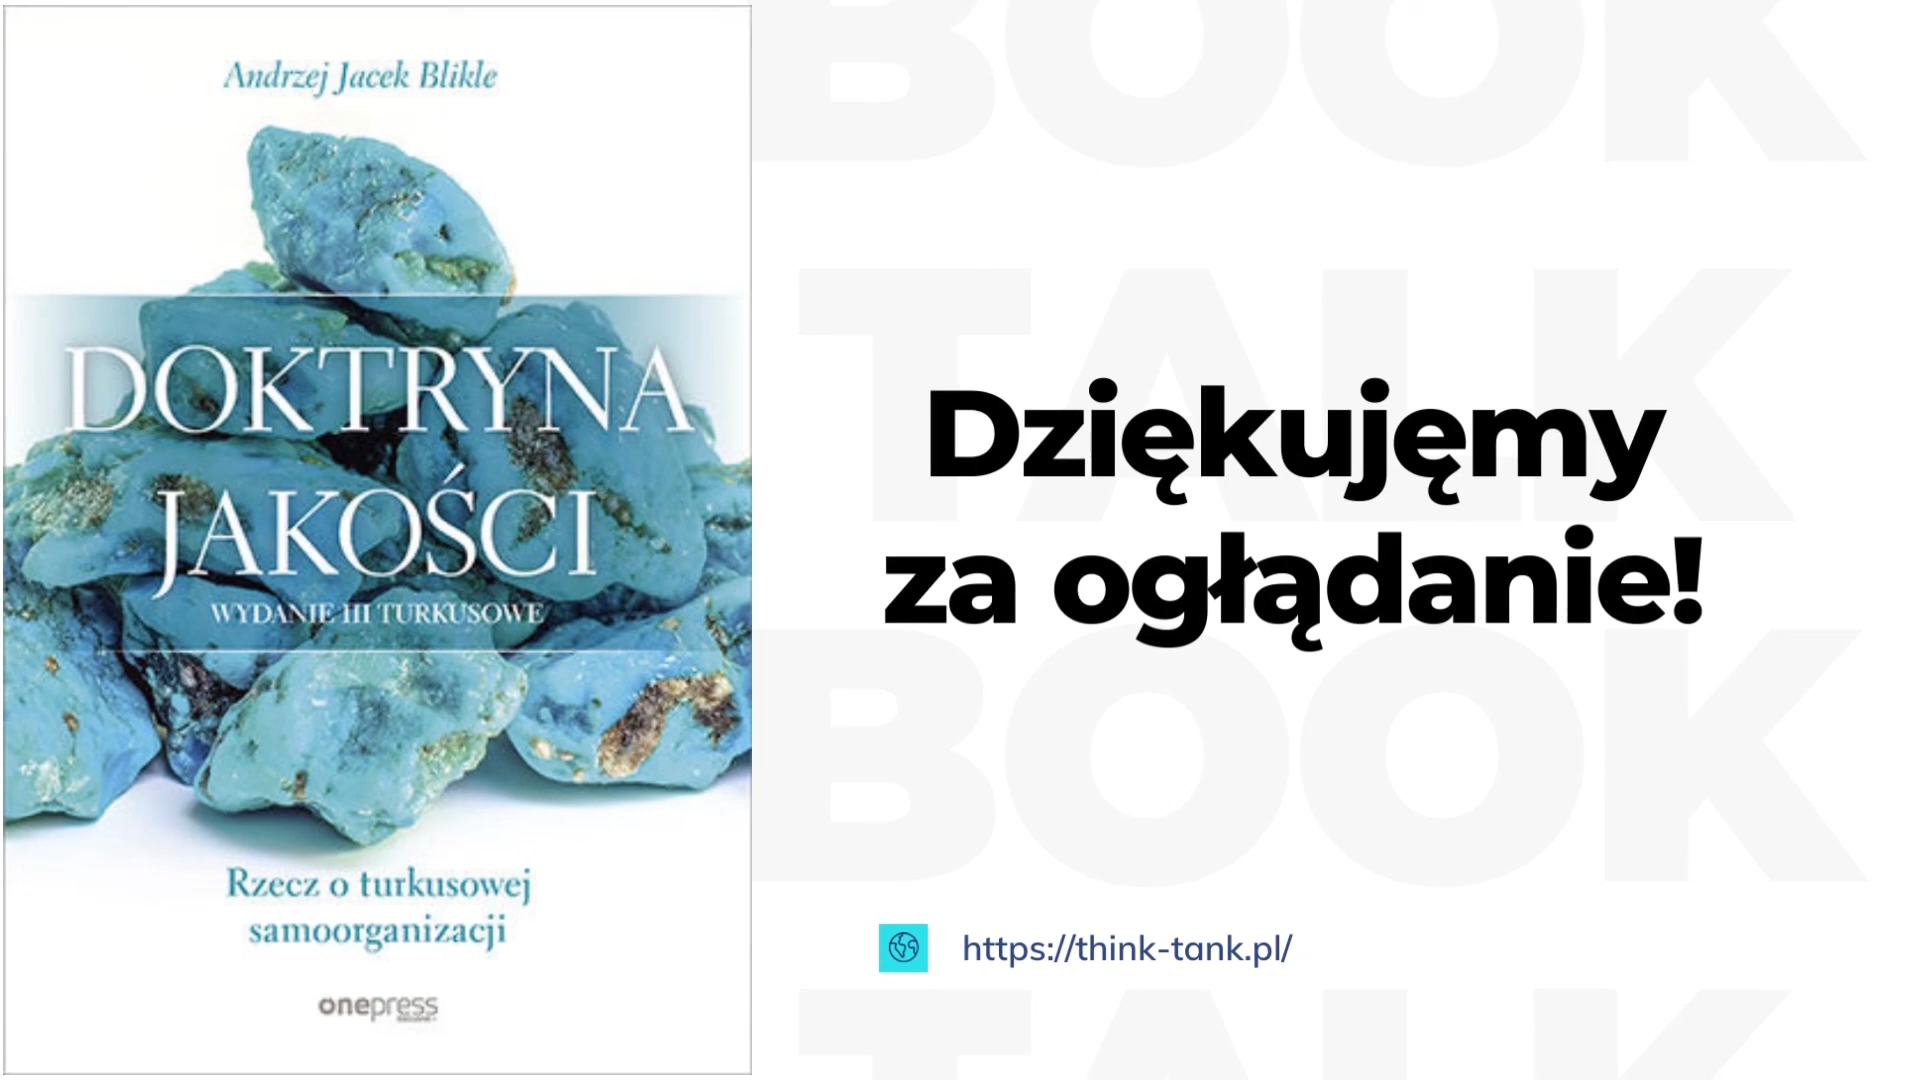 Andrzej Jacek Blikle
DOKTRYNA
JAKOŚCI
WYDANIE III TURKUSOWE
Rzecz o turkusowej
samoorganizacji
onepress
BOOK
TALK
Dziękujęmy
za ogłądanie!
BOOK
https://think-tank.pl/
TALK